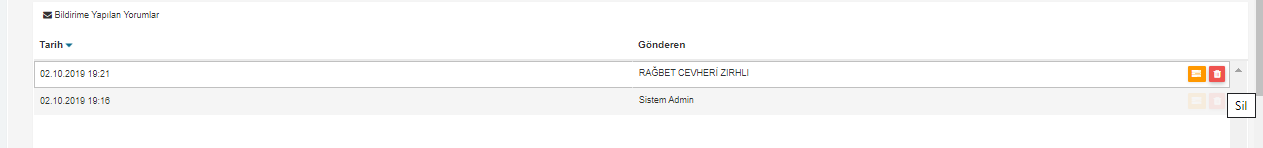 Bildirime Yapılan Yorumlar
Tarih Gönderen
02.10.2019 19:21 RAĞBET CEVHERİ ZIRHLI
02.10.2019 19:16 Sistem Admin
Sil